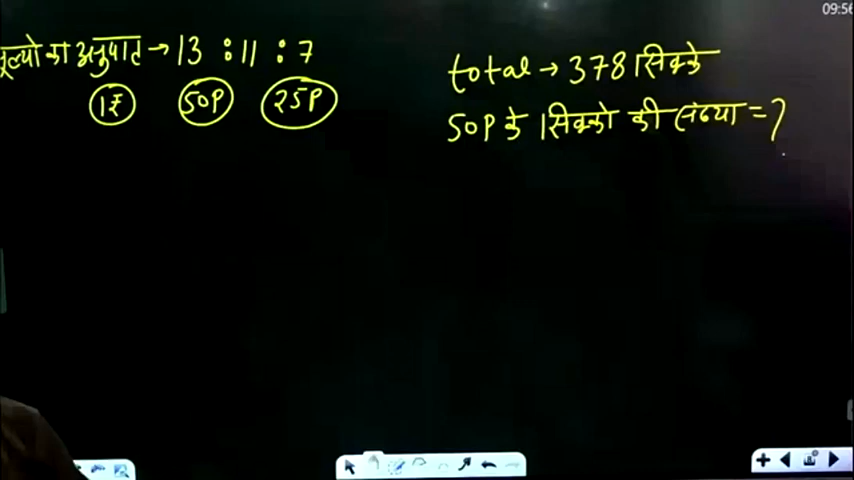 09:56
मूल्यो का अनुपात → 13 : 11 : 7
1₹ 50P 25P
total → 378 सिक्के
50P के सिक्को की संख्या = ?